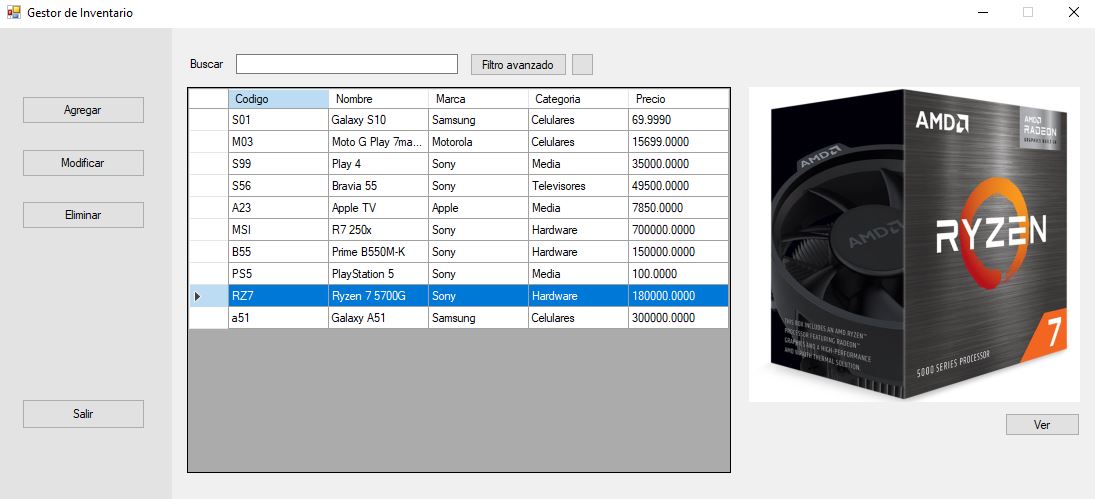 Gestor de Inventario
Buscar Filtro avanzado
Agregar
Modificar
Eliminar
Salir
Codigo Nombre Marca Categoria Precio
S01 Galaxy S10 Samsung Celulares 69.9990
M03 Moto G Play 7ma... Motorola Celulares 15699.0000
S99 Play 4 Sony Media 35000.0000
S56 Bravia 55 Sony Televisores 49500.0000
A23 Apple TV Apple Media 7850.0000
MSI R7 250x Sony Hardware 700000.0000
B55 Prime B550M-K Sony Hardware 150000.0000
PS5 PlayStation 5 Sony Media 100.0000
RZ7 Ryzen 7 5700G Sony Hardware 180000.0000
a51 Galaxy A51 Samsung Celulares 300000.0000
AMD
AMD
RADEON
GRAPHICS BUILT IN
AMD
AMD
RYZEN
7
THIS BOX INCLUDES AN AMD RYZEN™
PROCESSOR FEATURING RADEON™
GRAPHICS AND A HIGH-PERFORMANCE
AMD THERMAL SOLUTION.
5000 SERIES PROCESSOR
Ver